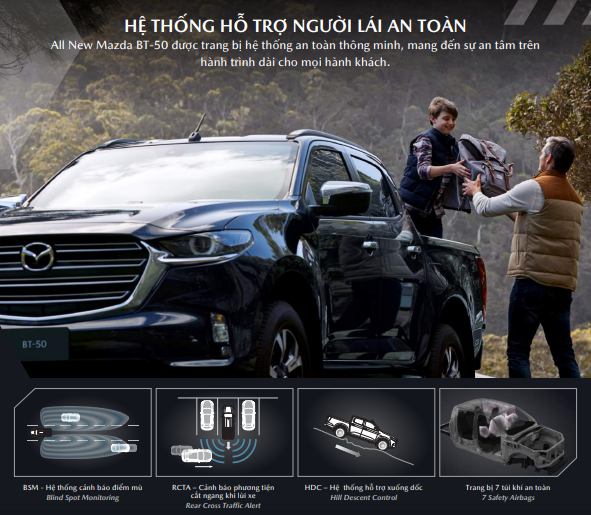 HỆ THỐNG HỖ TRỢ NGƯỜI LÁI AN TOÀN
All New Mazda BT-50 được trang bị hệ thống an toàn thông minh, mang đến sự an tâm trên
hành trình dài cho mọi hành khách.
BT-50
BSM - Hệ thống cảnh báo điểm mù
Blind Spot Monitoring
RCTA – Cảnh báo phương tiện
cắt ngang khi lùi xe
Rear Cross Traffic Alert
HDC – Hệ thống hỗ trợ xuống dốc
Hill Descent Control
Trang bị 7 túi khí an toàn
7 Safety Airbags